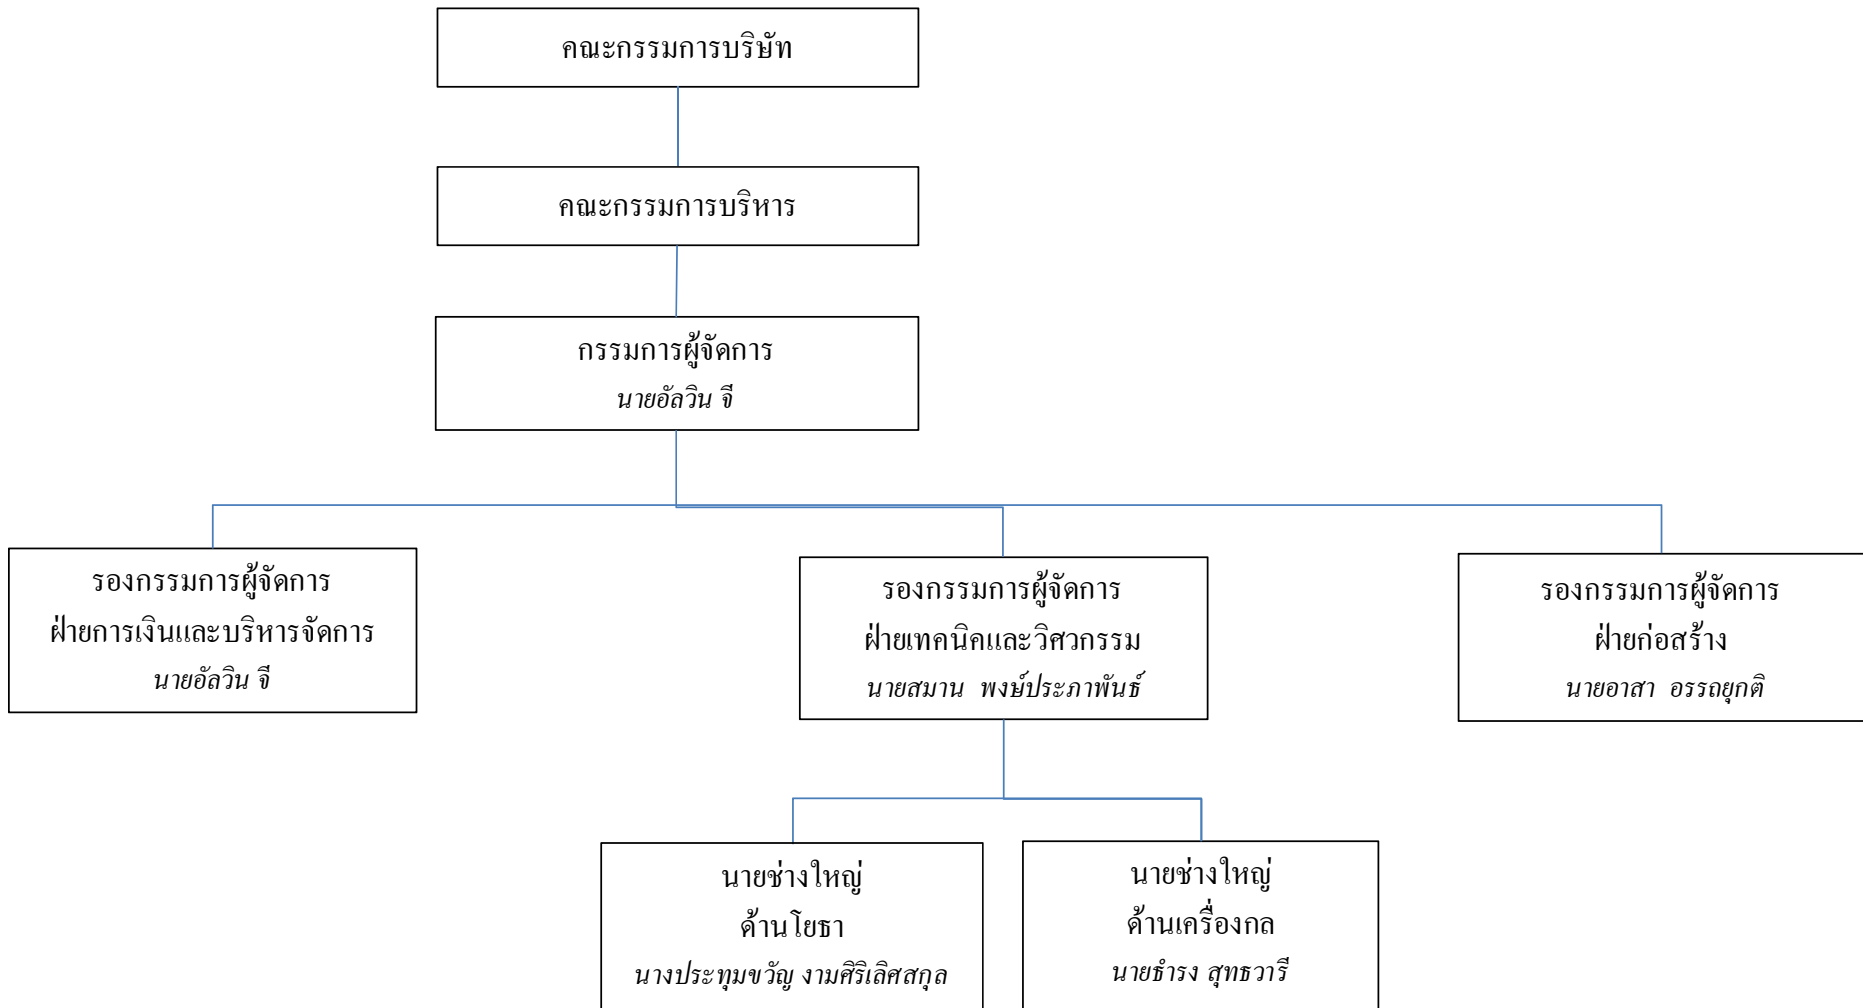 คณะกรรมการบริษัท
คณะกรรมการบริหาร
กรรมการผู้จัดการ
นายอัลวิน จี
รองกรรมการผู้จัดการ
ฝ่ายการเงินและบริหารจัดการ
นายอัลวิน จี
รองกรรมการผู้จัดการ
ฝ่ายเทคนิคและวิศวกรรม
นายสมาน พงษ์ประภาพันธ์
รองกรรมการผู้จัดการ
ฝ่ายก่อสร้าง
นายอาสา อรรถยุกติ
นายช่างใหญ่
ด้านโยธา
นางประทุมขวัญ งามศิริเลิศสกุล
นายช่างใหญ่
ด้านเครื่องกล
นายธำรง สุทธวารี